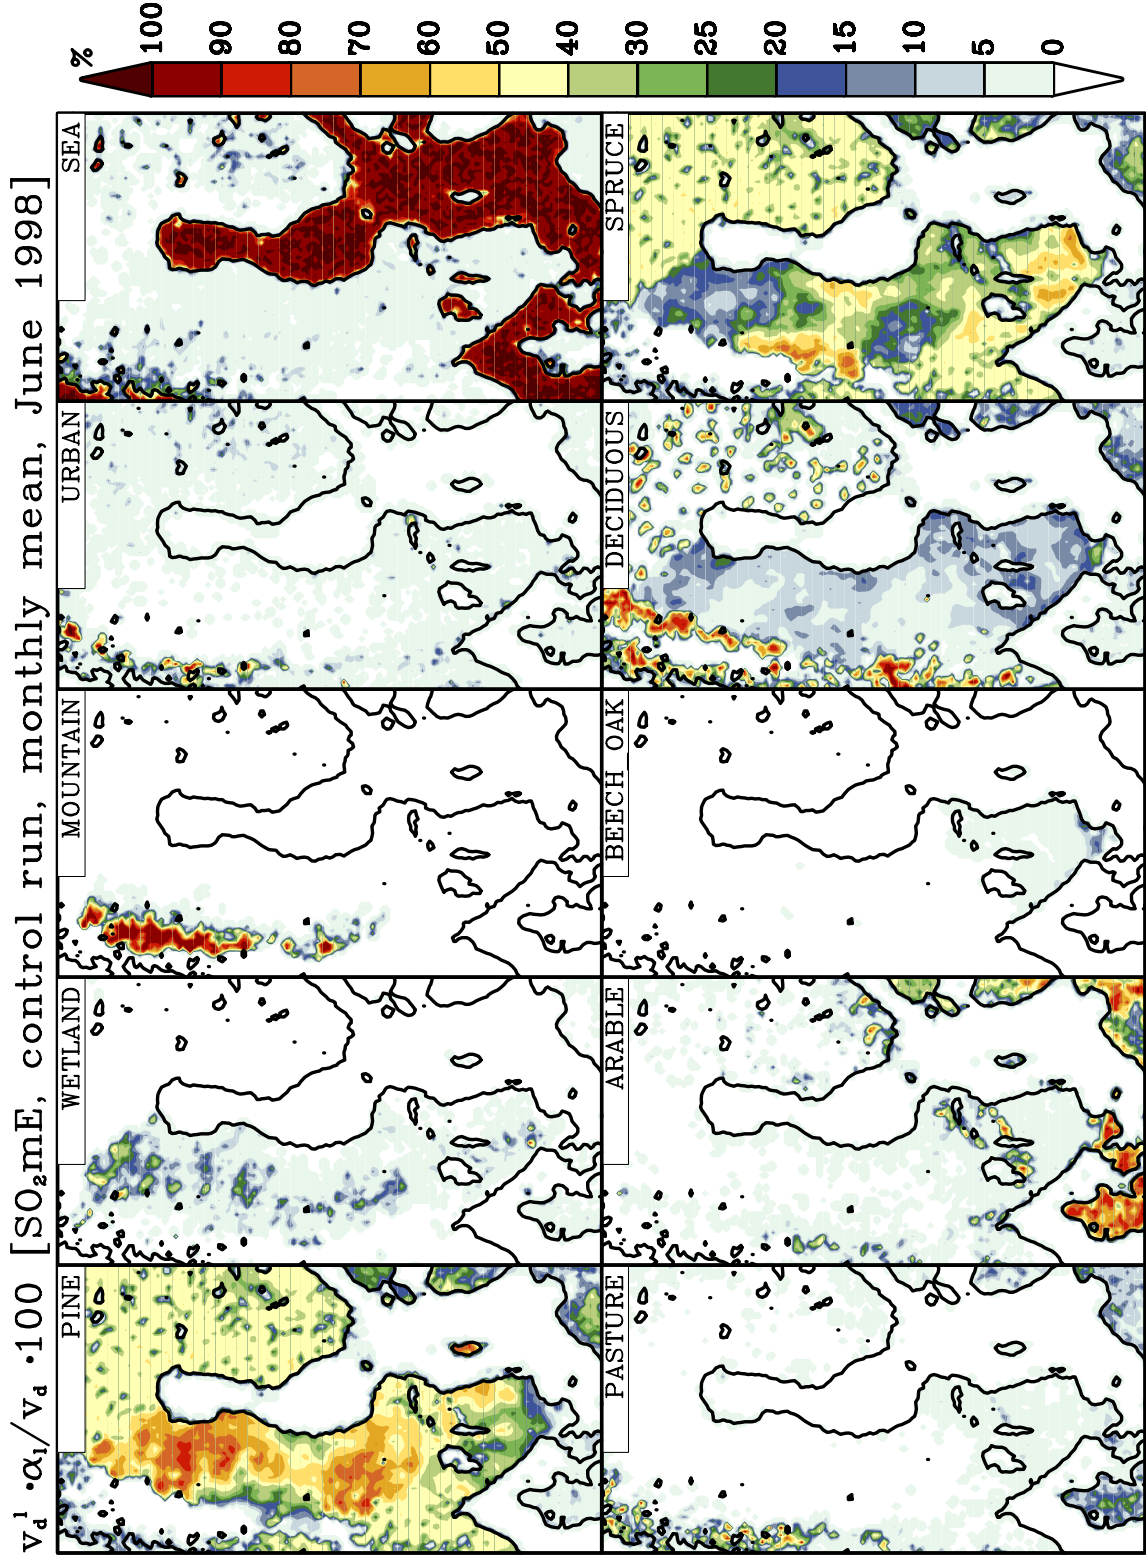 v_d^l · α_l/v_d · 100 [SO₂mE, control run, monthly mean, June 1998]
PINE
WETLAND
MOUNTAIN
URBAN
SEA
PASTURE
ARABLE
BEECH_OAK
DECIDUOUS
SPRUCE
%
100
90
80
70
60
50
40
30
25
20
15
10
5
0